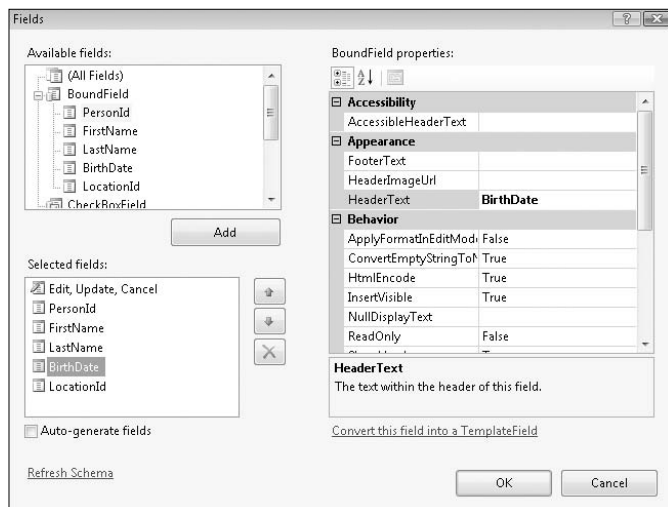 Fields
Available fields:
(All Fields)
BoundField
PersonId
FirstName
LastName
BirthDate
LocationId
CheckBoxField
Add
Selected fields:
Edit, Update, Cancel
PersonId
FirstName
LastName
BirthDate
LocationId
Auto-generate fields
Refresh Schema
BoundField properties:
Accessibility
AccessibleHeaderText
Appearance
FooterText
HeaderImageUrl
HeaderText BirthDate
Behavior
ApplyFormatInEditMod False
ConvertEmptyStringToN True
HtmlEncode True
InsertVisible True
NullDisplayText
ReadOnly False
HeaderText
The text within the header of this field.
Convert this field into a TemplateField
OK
Cancel